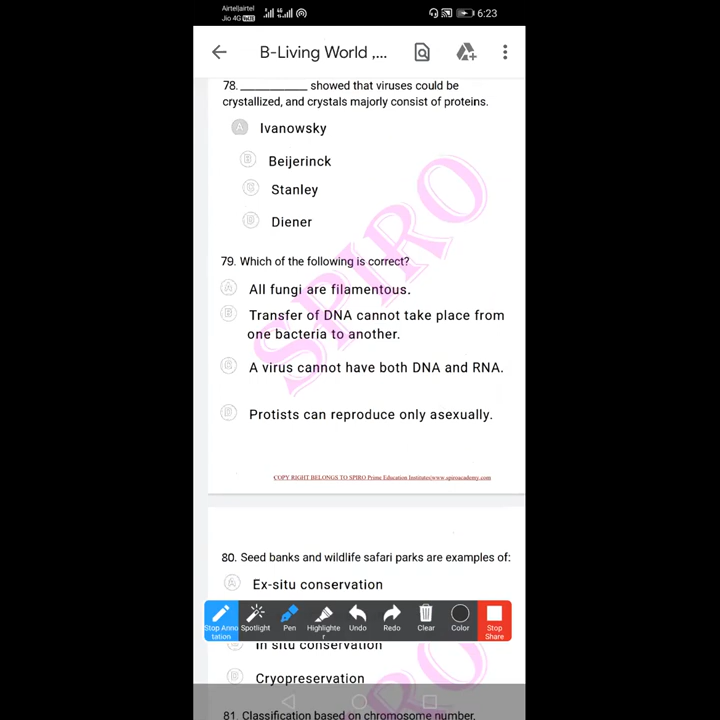 Airtel|airtel
Jio 4G VoLTE
6:23
B-Living World ,...
78. ____________ showed that viruses could be
crystallized, and crystals majorly consist of proteins.
A Ivanowsky
B Beijerinck
C Stanley
D Diener
79. Which of the following is correct?
A All fungi are filamentous.
B Transfer of DNA cannot take place from
one bacteria to another.
C A virus cannot have both DNA and RNA.
D Protists can reproduce only asexually.
SPIRO
COPY RIGHT BELONGS TO SPIRO Prime Education Institutes|www.spiroacademy.com
80. Seed banks and wildlife safari parks are examples of:
A Ex-situ conservation
Stop Anno
tation
Spotlight
Pen
Highlighte
r
Undo
Redo
Clear
Color
Stop
Share
In situ conservation
D Cryopreservation
81. Classification based on chromosome number,